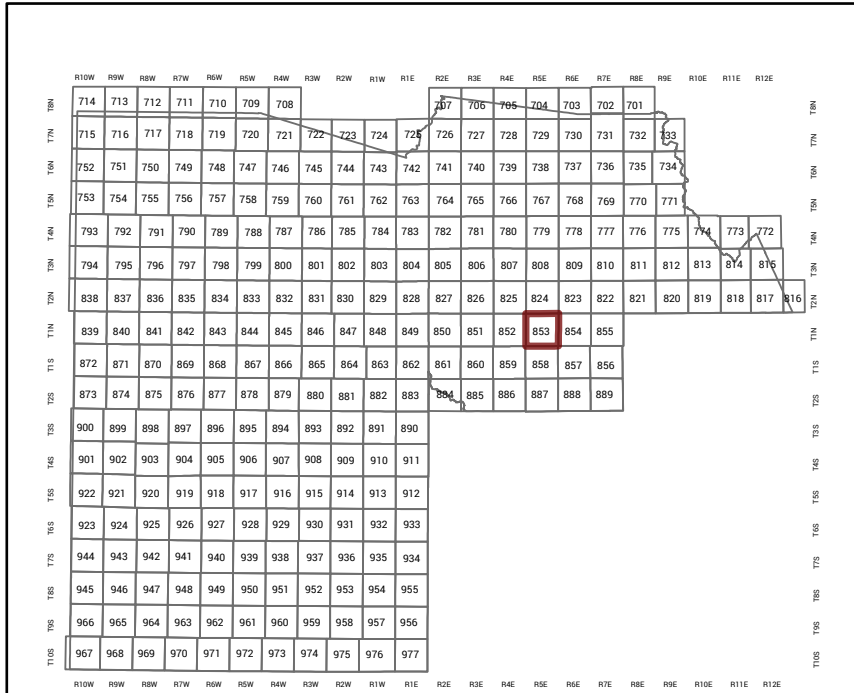 R10W R9W R8W R7W R6W R5W R4W R3W R2W R1W R1E R2E R3E R4E R5E R6E R7E R8E R9E R10E R11E R12E
T8N 714 713 712 711 710 709 708 707 706 705 704 703 702 701 T8N
T7N 715 716 717 718 719 720 721 722 723 724 725 726 727 728 729 730 731 732 733 T7N
T6N 752 751 750 749 748 747 746 745 744 743 742 741 740 739 738 737 736 735 734 T6N
T5N 753 754 755 756 757 758 759 760 761 762 763 764 765 766 767 768 769 770 771 T5N
T4N 793 792 791 790 789 788 787 786 785 784 783 782 781 780 779 778 777 776 775 774 773 772 T4N
T3N 794 795 796 797 798 799 800 801 802 803 804 805 806 807 808 809 810 811 812 813 814 815 T3N
T2N 838 837 836 835 834 833 832 831 830 829 828 827 826 825 824 823 822 821 820 819 818 817 816 T2N
T1N 839 840 841 842 843 844 845 846 847 848 849 850 851 852 853 854 855 T1N
T1S 872 871 870 869 868 867 866 865 864 863 862 861 860 859 858 857 856 T1S
T2S 873 874 875 876 877 878 879 880 881 882 883 884 885 886 887 888 889 T2S
T3S 900 899 898 897 896 895 894 893 892 891 890 T3S
T4S 901 902 903 904 905 906 907 908 909 910 911 T4S
T5S 922 921 920 919 918 917 916 915 914 913 912 T5S
T6S 923 924 925 926 927 928 929 930 931 932 933 T6S
T7S 944 943 942 941 940 939 938 937 936 935 934 T7S
T8S 945 946 947 948 949 950 951 952 953 954 955 T8S
T9S 966 965 964 963 962 961 960 959 958 957 956 T9S
T10S 967 968 969 970 971 972 973 974 975 976 977 T10S
R10W R9W R8W R7W R6W R5W R4W R3W R2W R1W R1E R2E R3E R4E R5E R6E R7E R8E R9E R10E R11E R12E